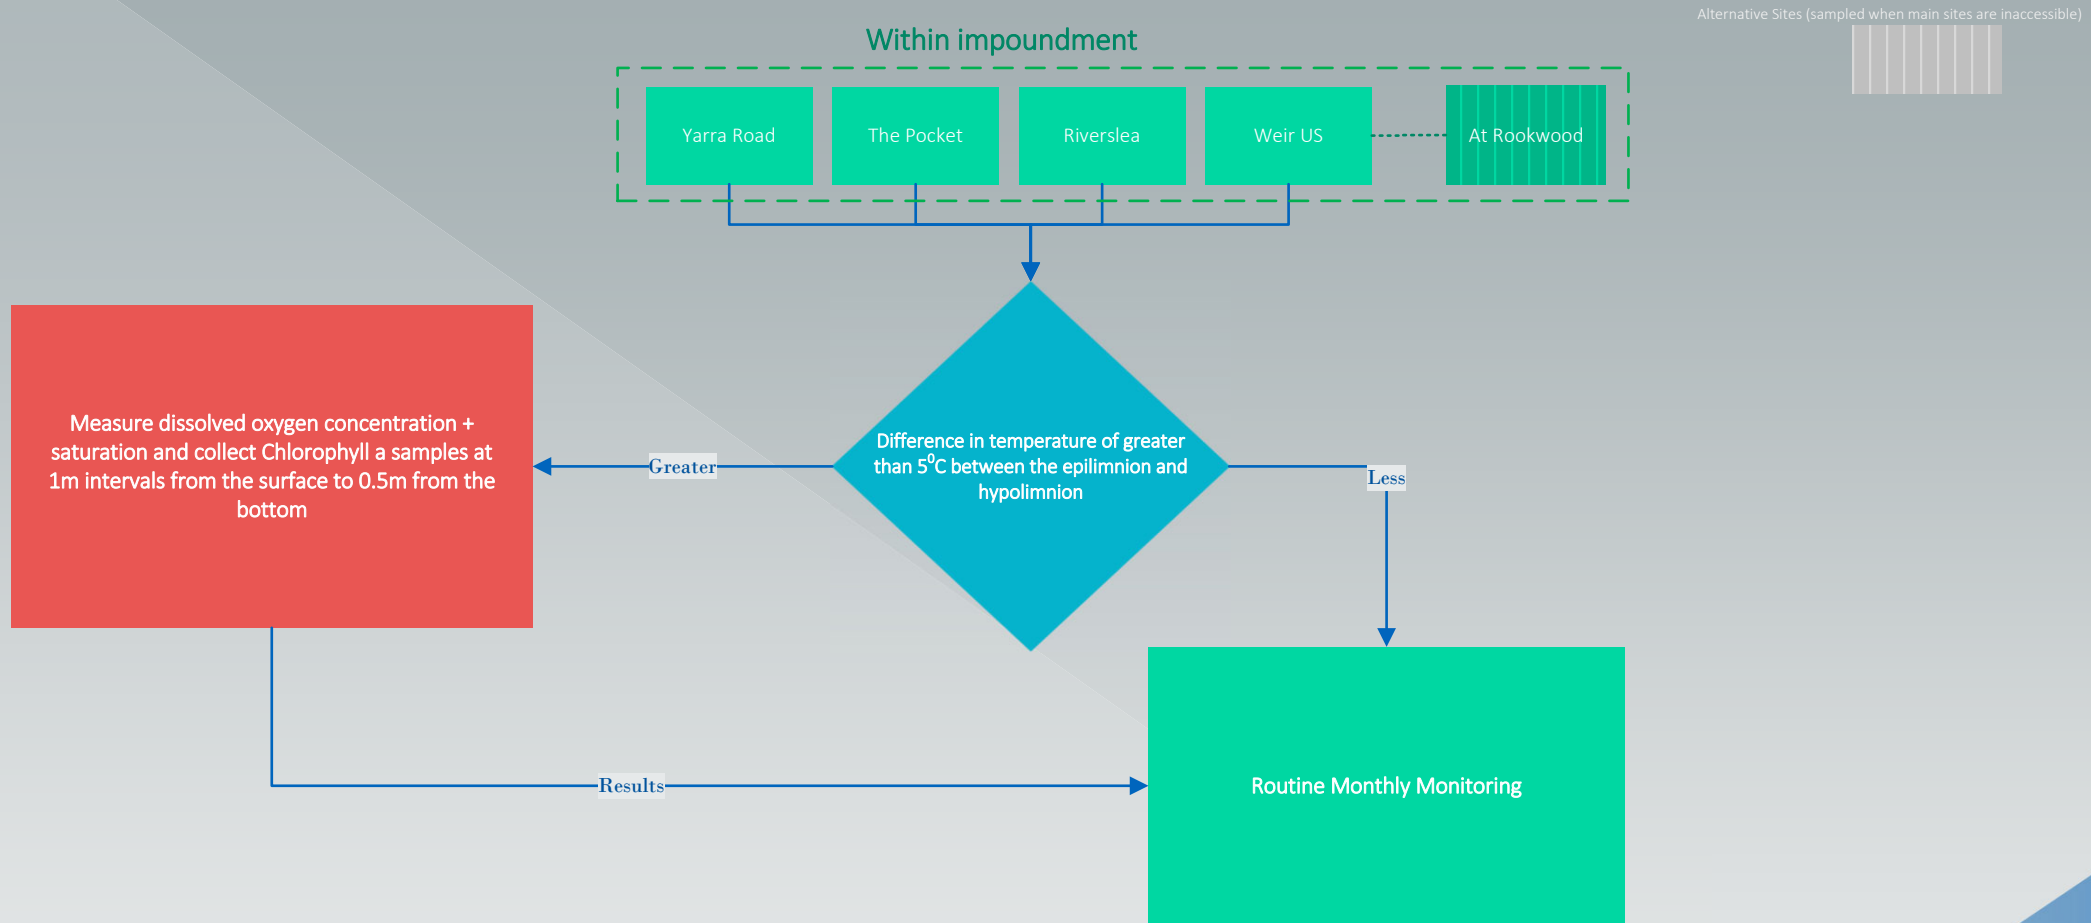 Alternative Sites (sampled when main sites are inaccessible)
Within impoundment
Yarra Road
The Pocket
Riverslea
Weir US
At Rookwood
Measure dissolved oxygen concentration +
saturation and collect Chlorophyll a samples at
1m intervals from the surface to 0.5m from the
bottom
Greater
Difference in temperature of greater
than 5⁰C between the epilimnion and
hypolimnion
Less
Results
Routine Monthly Monitoring